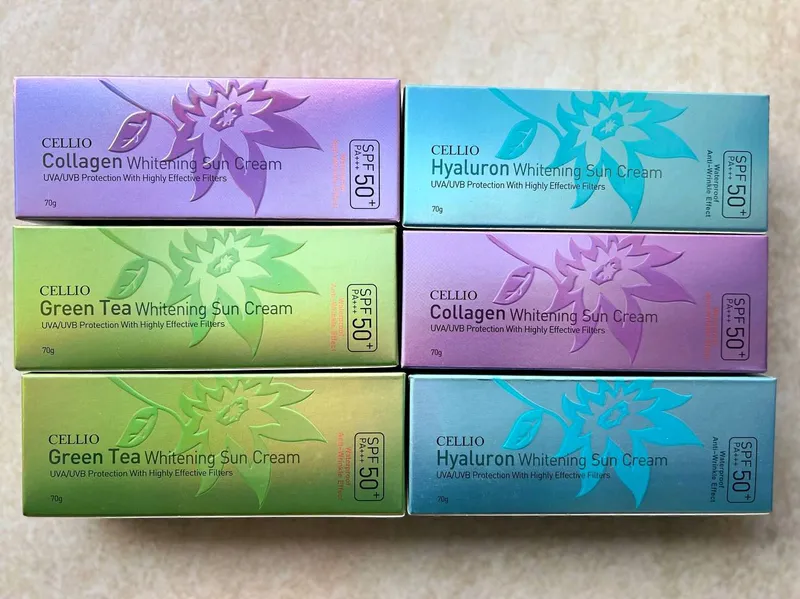 CELLIO
Collagen Whitening Sun Cream
UVA/UVB Protection With Highly Effective Filters
70g
SPF 50+
PA+++
CELLIO
Hyaluron Whitening Sun Cream
UVA/UVB Protection With Highly Effective Filters
70g
Waterproof
Anti-Wrinkle Effect
SPF 50+
PA+++
CELLIO
Green Tea Whitening Sun Cream
UVA/UVB Protection With Highly Effective Filters
70g
SPF 50+
PA+++
CELLIO
Collagen Whitening Sun Cream
UVA/UVB Protection With Highly Effective Filters
70g
SPF 50+
PA+++
CELLIO
Green Tea Whitening Sun Cream
UVA/UVB Protection With Highly Effective Filters
70g
Waterproof
Anti-Wrinkle Effect
SPF 50+
PA+++
CELLIO
Hyaluron Whitening Sun Cream
UVA/UVB Protection With Highly Effective Filters
70g
Waterproof
Anti-Wrinkle Effect
SPF 50+
PA+++